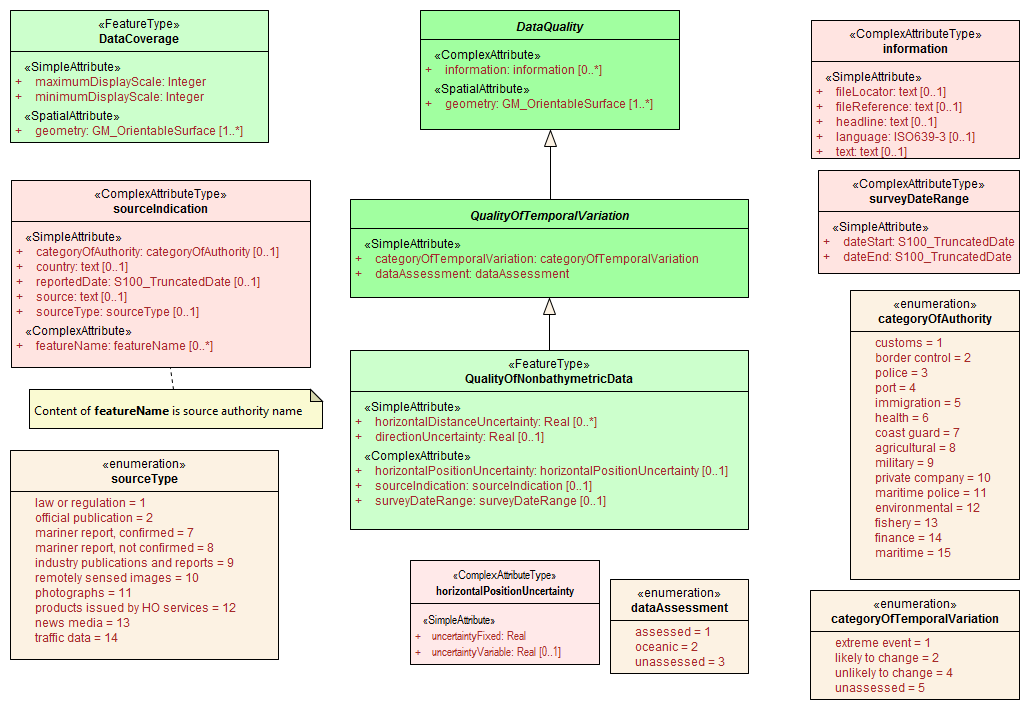 «FeatureType»
DataCoverage
«SimpleAttribute»
+ maximumDisplayScale: Integer
+ minimumDisplayScale: Integer
«SpatialAttribute»
+ geometry: GM_OrientableSurface [1..*]
DataQuality
«ComplexAttribute»
+ information: information [0..*]
«SpatialAttribute»
+ geometry: GM_OrientableSurface [1..*]
«ComplexAttributeType»
information
«SimpleAttribute»
+ fileLocator: text [0..1]
+ fileReference: text [0..1]
+ headline: text [0..1]
+ language: ISO639-3 [0..1]
+ text: text [0..1]
«ComplexAttributeType»
sourceIndication
«SimpleAttribute»
+ categoryOfAuthority: categoryOfAuthority [0..1]
+ country: text [0..1]
+ reportedDate: S100_TruncatedDate [0..1]
+ source: text [0..1]
+ sourceType: sourceType [0..1]
«ComplexAttribute»
+ featureName: featureName [0..*]
QualityOfTemporalVariation
«SimpleAttribute»
+ categoryOfTemporalVariation: categoryOfTemporalVariation
+ dataAssessment: dataAssessment
«ComplexAttributeType»
surveyDateRange
«SimpleAttribute»
+ dateStart: S100_TruncatedDate
+ dateEnd: S100_TruncatedDate
«enumeration»
categoryOfAuthority
customs = 1
border control = 2
police = 3
port = 4
immigration = 5
health = 6
coast guard = 7
agricultural = 8
military = 9
private company = 10
maritime police = 11
environmental = 12
fishery = 13
finance = 14
maritime = 15
«FeatureType»
QualityOfNonbathymetricData
«SimpleAttribute»
+ horizontalDistanceUncertainty: Real [0..*]
+ directionUncertainty: Real [0..1]
«ComplexAttribute»
+ horizontalPositionUncertainty: horizontalPositionUncertainty [0..1]
+ sourceIndication: sourceIndication [0..1]
+ surveyDateRange: surveyDateRange [0..1]
Content of featureName is source authority name
«enumeration»
sourceType
law or regulation = 1
official publication = 2
mariner report, confirmed = 7
mariner report, not confirmed = 8
industry publications and reports = 9
remotely sensed images = 10
photographs = 11
products issued by HO services = 12
news media = 13
traffic data = 14
«ComplexAttributeType»
horizontalPositionUncertainty
«SimpleAttribute»
+ uncertaintyFixed: Real
+ uncertaintyVariable: Real [0..1]
«enumeration»
dataAssessment
assessed = 1
oceanic = 2
unassessed = 3
«enumeration»
categoryOfTemporalVariation
extreme event = 1
likely to change = 2
unlikely to change = 4
unassessed = 5